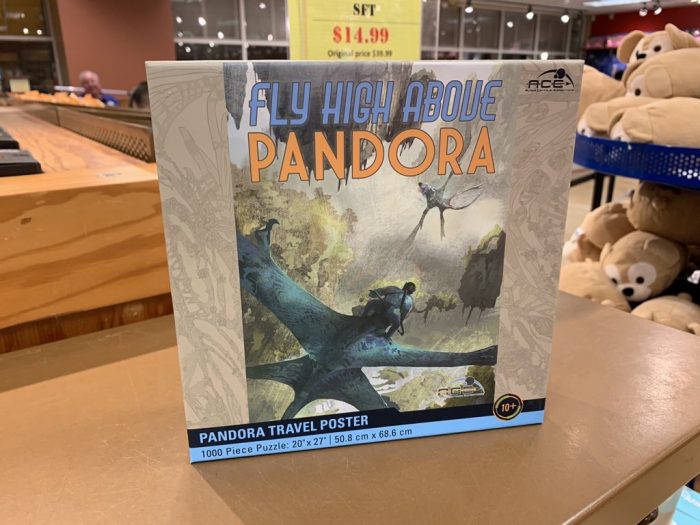 SFT
$14.99
Original price $39.99
FLY HIGH ABOVE
PANDORA
ACE
10+
PANDORA TRAVEL POSTER
1000 Piece Puzzle: 20"x 27" | 50.8 cm x 68.6 cm